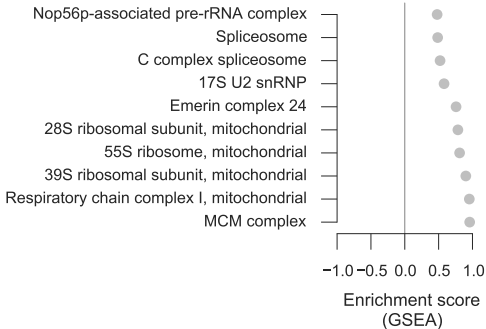 Nop56p-associated pre-rRNA complex
Spliceosome
C complex spliceosome
17S U2 snRNP
Emerin complex 24
28S ribosomal subunit, mitochondrial
55S ribosome, mitochondrial
39S ribosomal subunit, mitochondrial
Respiratory chain complex I, mitochondrial
MCM complex
−1.0 −0.5 0.0 0.5 1.0
Enrichment score
(GSEA)